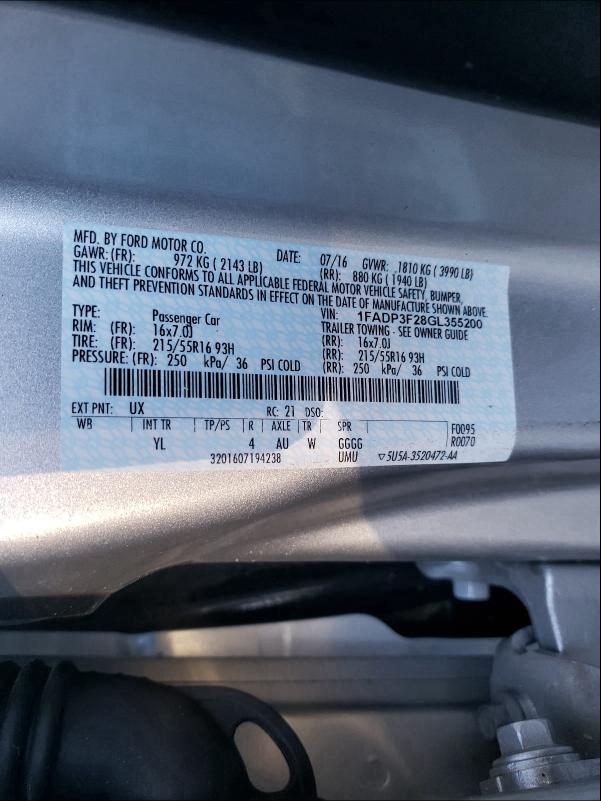 MFD. BY FORD MOTOR CO. DATE: 07/16 GVWR: 1810 KG ( 3990 LB)
GAWR: (FR): 972 KG ( 2143 LB) (RR): 880 KG ( 1940 LB)
THIS VEHICLE CONFORMS TO ALL APPLICABLE FEDERAL MOTOR VEHICLE SAFETY, BUMPER,
AND THEFT PREVENTION STANDARDS IN EFFECT ON THE DATE OF MANUFACTURE SHOWN ABOVE.
VIN: 1FADP3F28GL355200
TYPE: Passenger Car TRAILER TOWING - SEE OWNER GUIDE
RIM: (FR): 16x7.0J (RR): 16x7.0J
TIRE: (FR): 215/55R16 93H (RR): 215/55R16 93H
PRESSURE: (FR): 250 kPa/ 36 PSI COLD (RR): 250 kPa/ 36 PSI COLD
EXT PNT: UX RC: 21 DSO:
WB INT TR TP/PS R AXLE TR SPR F0095
YL 4 AU W GGGG R0070
3201607194238 UMU ▽5U5A-3520472-AA